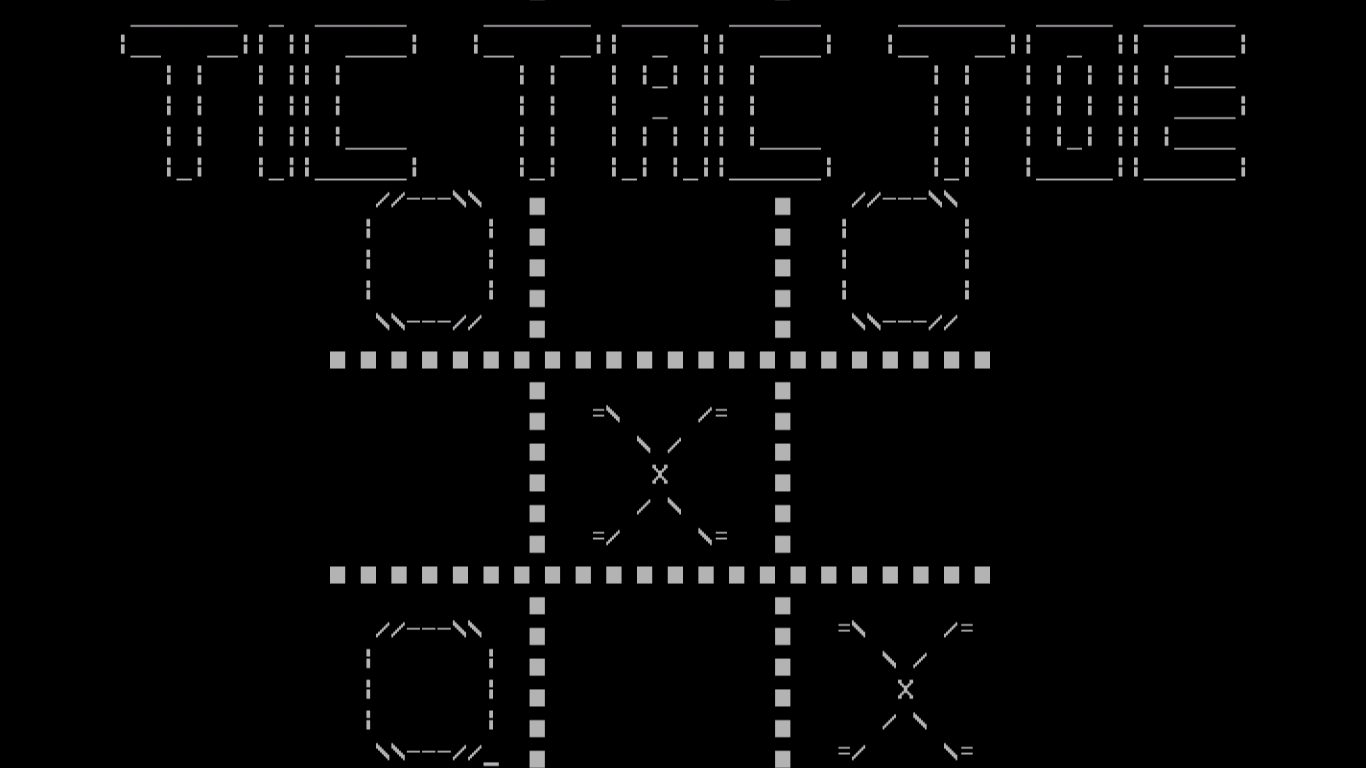 TIC TAC TOE
O O
X
O X